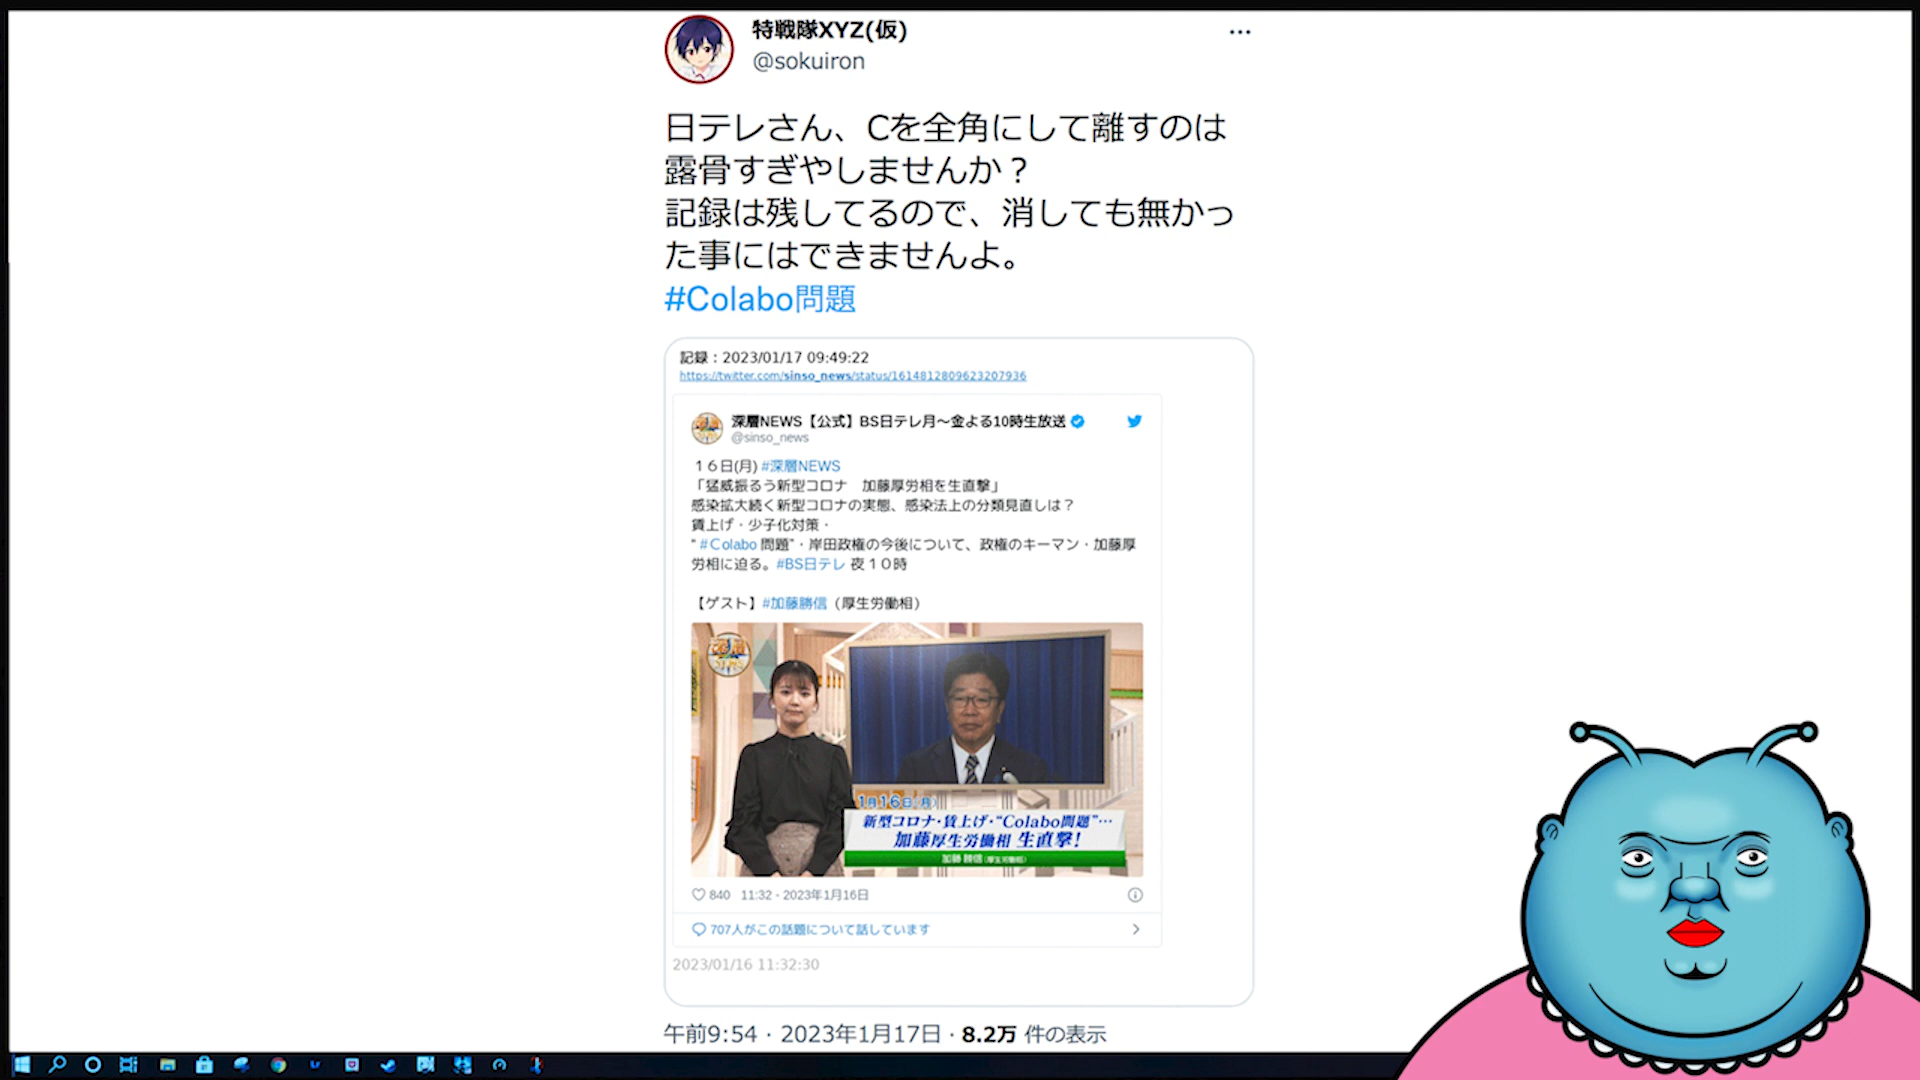 特戦隊XYZ(仮)
@sokuiron
日テレさん、Cを全角にして離すのは
露骨すぎやしませんか？
記録は残してるので、消しても無かっ
た事にはできませんよ。
#Colabo問題
記録：2023/01/17 09:49:22
https://twitter.com/sinso_news/status/1614812809623207936
深層NEWS【公式】BS日テレ月～金よる10時生放送
@sinso_news
１６日(月) #深層NEWS
「猛威振るう新型コロナ　加藤厚労相を生直撃」
感染拡大続く新型コロナの実態、感染法上の分類見直しは？
賃上げ・少子化対策・
“ #Ｃolabo 問題”・岸田政権の今後について、政権のキーマン・加藤厚
労相に迫る。#BS日テレ 夜１０時
【ゲスト】#加藤勝信（厚生労働相）
深層
NEWS
1月16日(月)
新型コロナ・賃上げ・“Colabo問題”…
加藤厚生労働相 生直撃!
加藤 勝信(厚生労働相)
840 11:32 - 2023年1月16日
707人がこの話題について話しています
2023/01/16 11:32:30
午前9:54 · 2023年1月17日 · 8.2万 件の表示